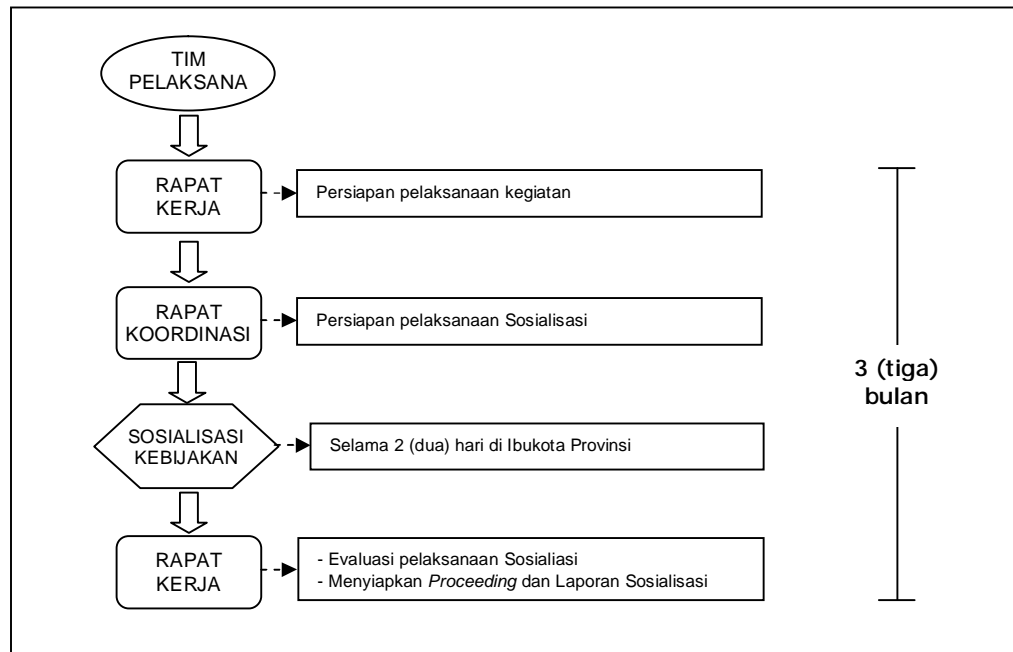 TIM
PELAKSANA
RAPAT
KERJA
Persiapan pelaksanaan kegiatan
RAPAT
KOORDINASI
Persiapan pelaksanaan Sosialisasi
SOSIALISASI
KEBIJAKAN
Selama 2 (dua) hari di Ibukota Provinsi
RAPAT
KERJA
- Evaluasi pelaksanaan Sosialiasi
- Menyiapkan Proceeding dan Laporan Sosialisasi
3 (tiga)
bulan